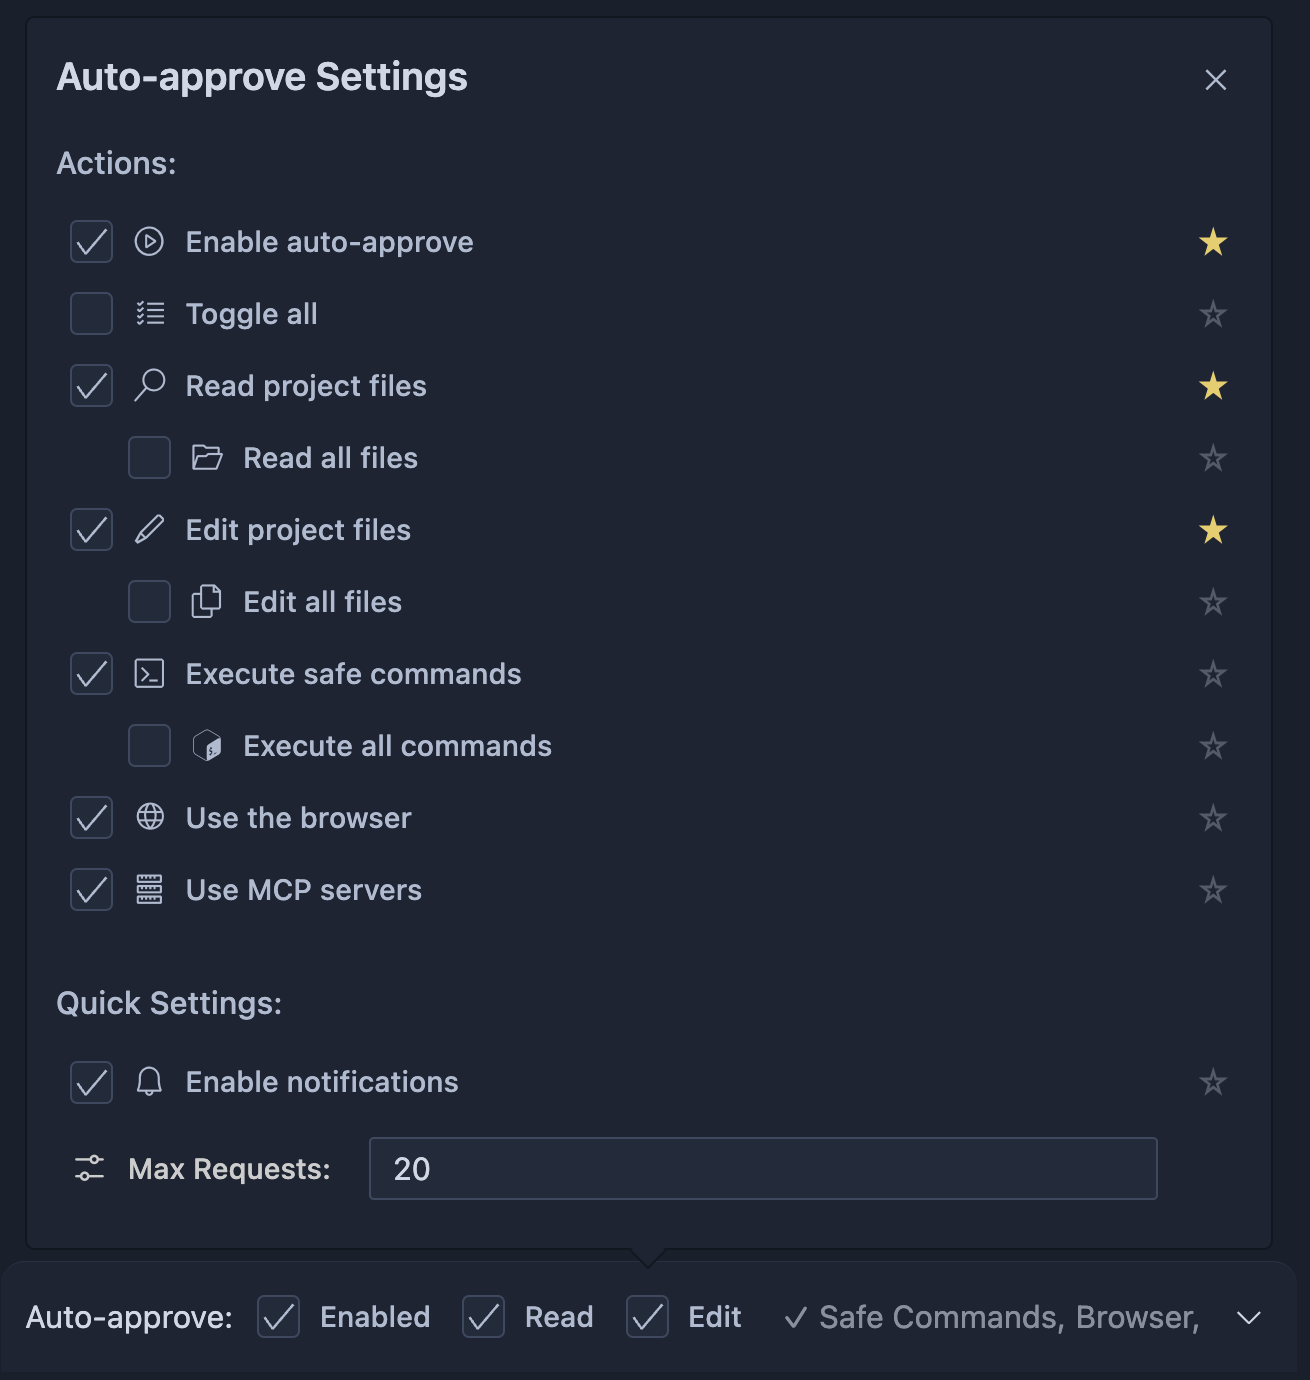 Auto-approve Settings
Actions:
Enable auto-approve
Toggle all
Read project files
Read all files
Edit project files
Edit all files
Execute safe commands
Execute all commands
Use the browser
Use MCP servers
Quick Settings:
Enable notifications
Max Requests: 20
Auto-approve: Enabled Read Edit ✓ Safe Commands, Browser,